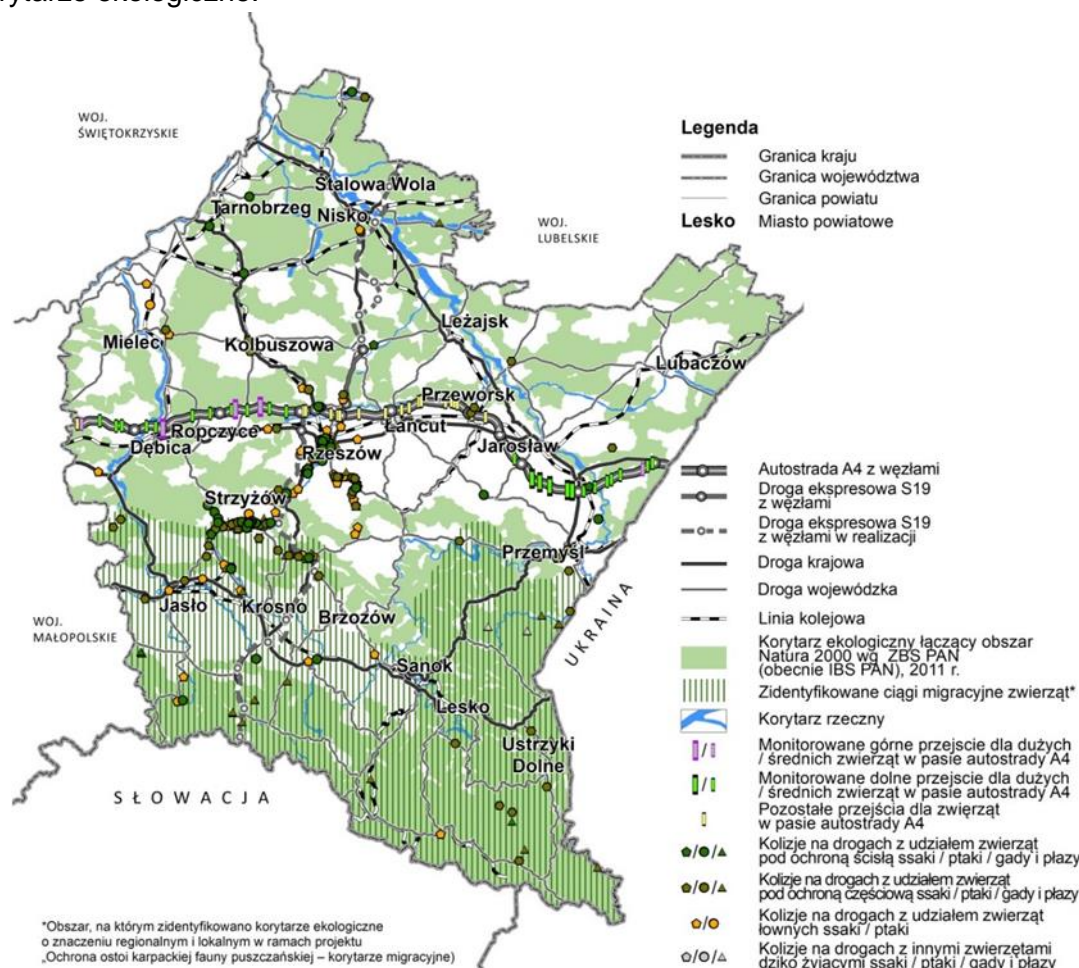 rytarze ekologiczne.
WOJ.
ŚWIĘTOKRZYSKIE
Stalowa Wola
Tarnobrzeg
Nisko
WOJ.
LUBELSKIE
Leżajsk
Mielec
Kolbuszowa
Lubaczów
Przeworsk
Ropczyce
Łańcut
Dębica
Jarosław
Rzeszów
Strzyżów
Przemyśl
Jasło
Krosno
Brzozów
WOJ.
MAŁOPOLSKIE
UKRAINA
Sanok
Lesko
Ustrzyki
Dolne
SŁOWACJA
*Obszar, na którym zidentyfikowano korytarze ekologiczne
o znaczeniu regionalnym i lokalnym w ramach projektu
„Ochrona ostoi karpackiej fauny puszczańskiej – korytarze migracyjne)
Legenda
Granica kraju
Granica województwa
Granica powiatu
Lesko Miasto powiatowe
Autostrada A4 z węzłami
Droga ekspresowa S19
z węzłami
Droga ekspresowa S19
z węzłami w realizacji
Droga krajowa
Droga wojewódzka
Linia kolejowa
Korytarz ekologiczny łączący obszar
Natura 2000 wg ZBS PAN
(obecnie IBS PAN), 2011 r.
Zidentyfikowane ciągi migracyjne zwierząt*
Korytarz rzeczny
Monitorowane górne przejście dla dużych
/ średnich zwierząt w pasie autostrady A4
Monitorowane dolne przejście dla dużych
/ średnich zwierząt w pasie autostrady A4
Pozostałe przejścia dla zwierząt
w pasie autostrady A4
Kolizje na drogach z udziałem zwierząt
pod ochroną ścisłą ssaki / ptaki / gady i płazy
Kolizje na drogach z udziałem zwierząt
pod ochroną częściową ssaki / ptaki / gady i płazy
Kolizje na drogach z udziałem zwierząt
łownych ssaki / ptaki
Kolizje na drogach z innymi zwierzętami
dziko żyjącymi ssaki / ptaki / gady i płazy